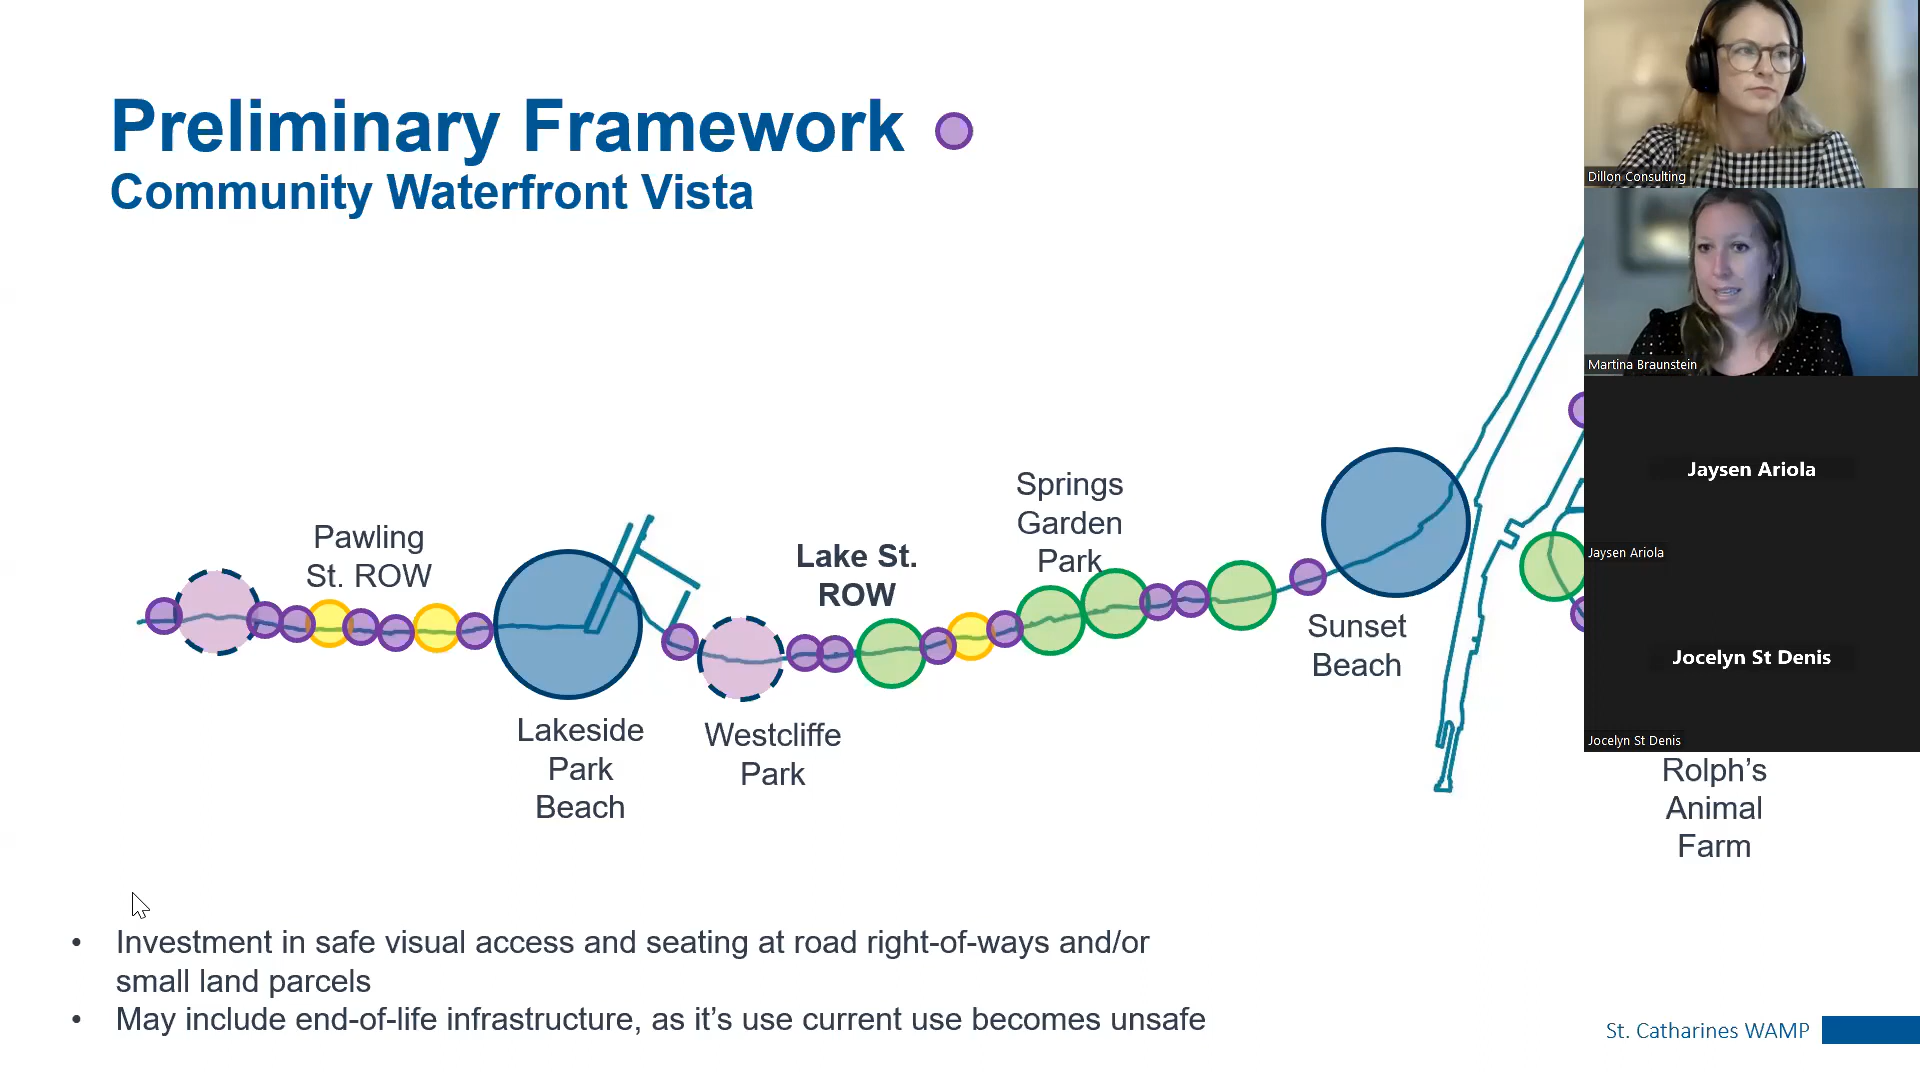 Preliminary Framework
Community Waterfront Vista
Dillon Consulting
Martina Braunstein
Jaysen Ariola
Jaysen Ariola
Jocelyn St Denis
Jocelyn St Denis
Pawling
St. ROW
Lakeside
Park
Beach
Westcliffe
Park
Lake St.
ROW
Springs
Garden
Park
Sunset
Beach
Rolph's
Animal
Farm
• Investment in safe visual access and seating at road right-of-ways and/or
small land parcels
• May include end-of-life infrastructure, as it's use current use becomes unsafe
St. Catharines WAMP